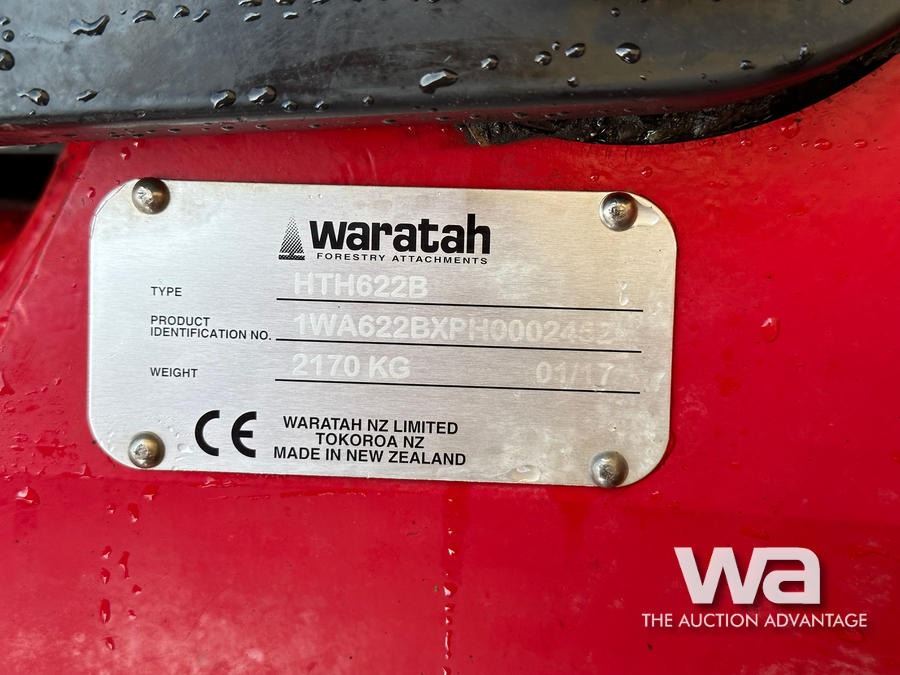 waratah
FORESTRY ATTACHMENTS
TYPE HTH622B
PRODUCT
IDENTIFICATION NO.
WEIGHT 2170 KG 01/17
CE WARATAH NZ LIMITED
TOKOROA NZ
MADE IN NEW ZEALAND
wa
THE AUCTION ADVANTAGE